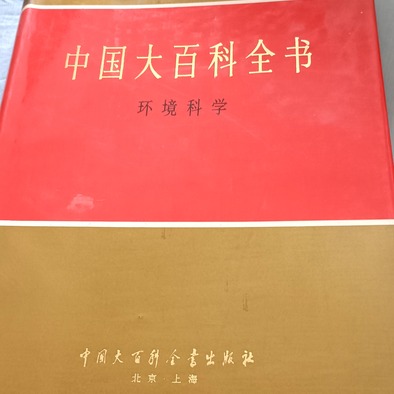 中国大百科全书
环境科学
中国大百科全书出版社
北京·上海